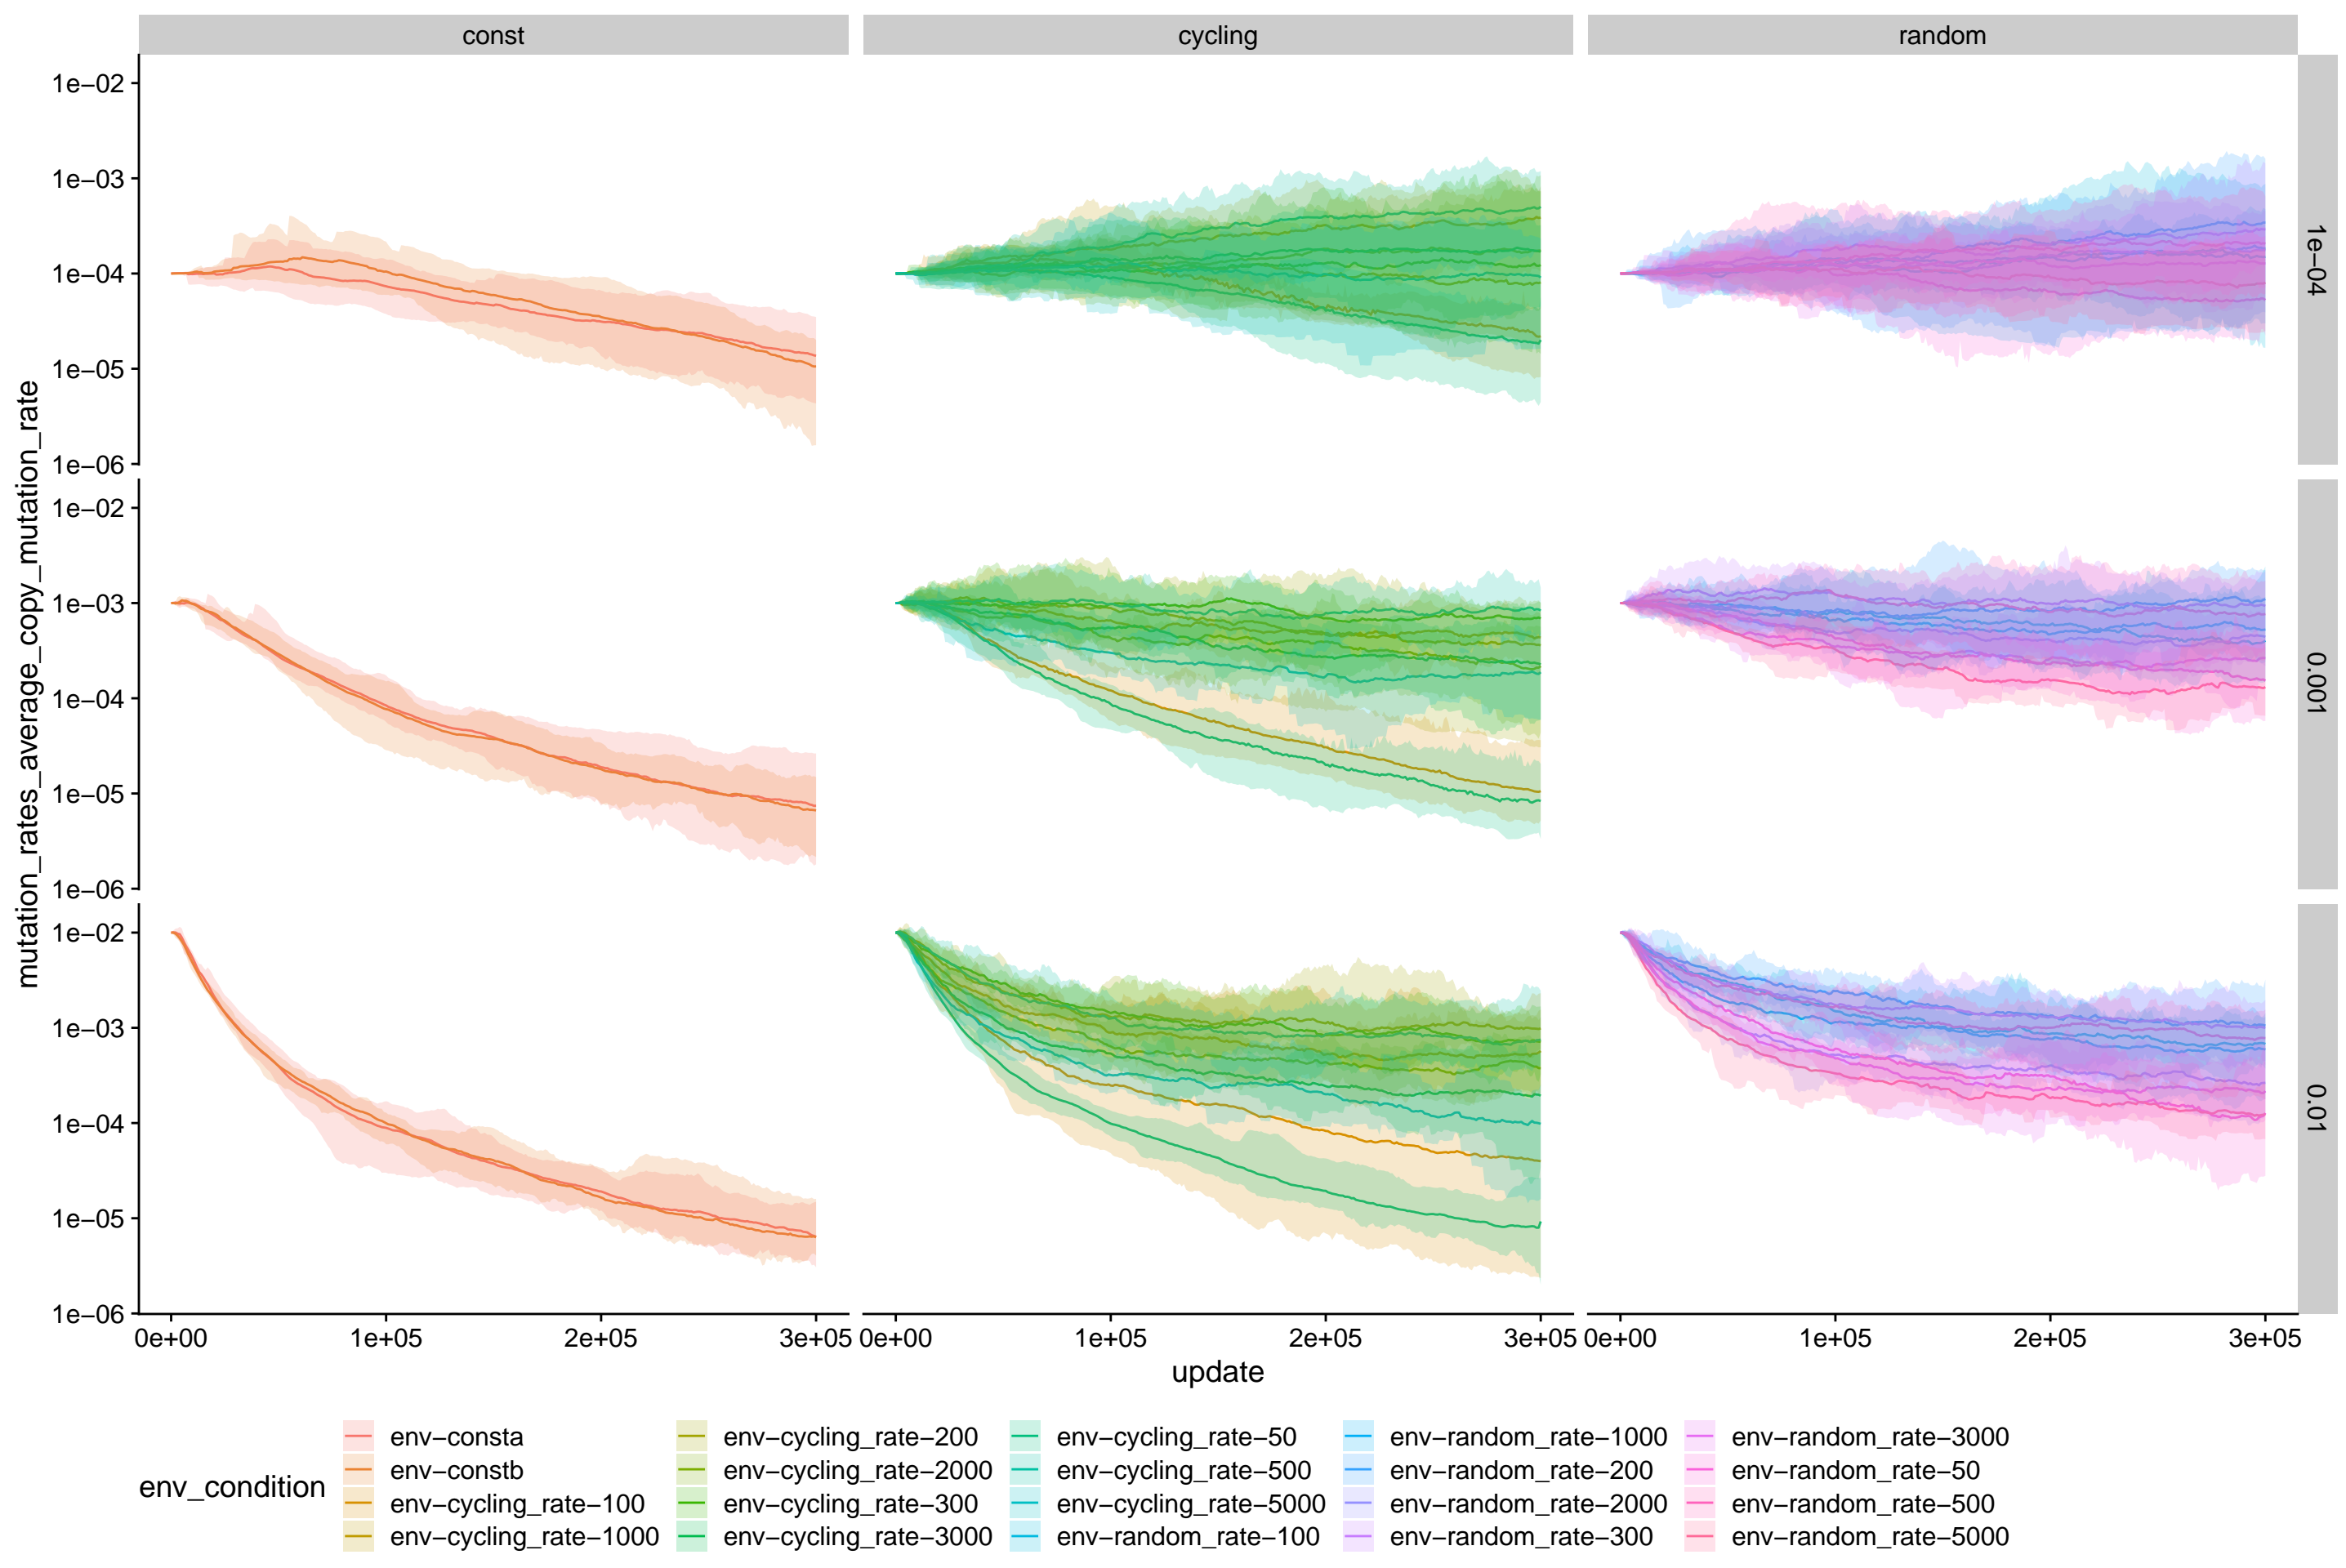 const cycling random
mutation_rates_average_copy_mutation_rate
1e−02
1e−03
1e−04
1e−05
1e−06
1e−04
1e−02
1e−03
1e−04
1e−05
1e−06
0.001
1e−02
1e−03
1e−04
1e−05
1e−06
0.01
0e+00 1e+05 2e+05 3e+05 0e+00 1e+05 2e+05 3e+05 0e+00 1e+05 2e+05 3e+05
update
env_condition
env−consta
env−constb
env−cycling_rate−100
env−cycling_rate−1000
env−cycling_rate−200
env−cycling_rate−2000
env−cycling_rate−300
env−cycling_rate−3000
env−cycling_rate−50
env−cycling_rate−500
env−cycling_rate−5000
env−random_rate−100
env−random_rate−1000
env−random_rate−200
env−random_rate−2000
env−random_rate−300
env−random_rate−3000
env−random_rate−50
env−random_rate−500
env−random_rate−5000